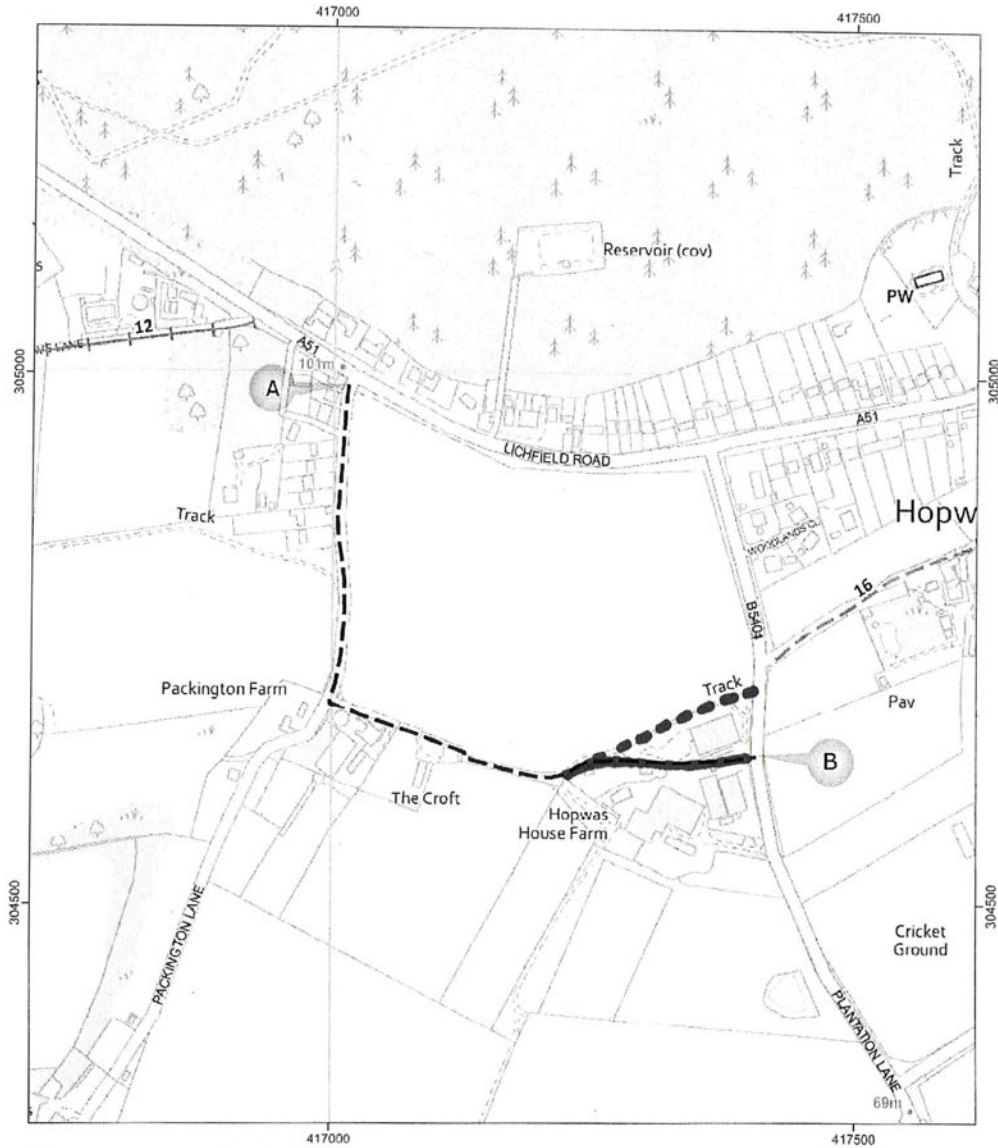 417000
417500
Track
Reservoir (cov)
PW
12
A51
101m
305000
305000
A
A51
LICHFIELD ROAD
Track
Hopw
WOODLANDS CL
16
B5404
Packington Farm
Track
Pav
B
The Croft
Hopwas
House Farm
304500
304500
PACKINGTON LANE
Cricket
Ground
PLANTATION LANE
69m
417000
417500